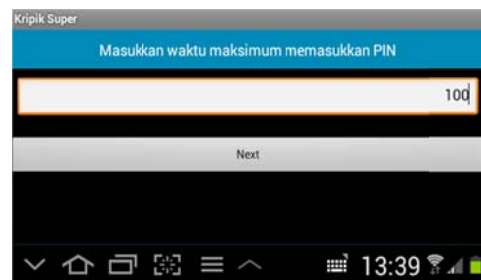 Kripik Super
Masukkan waktu maksimum memasukkan PIN
100
Next
13:39